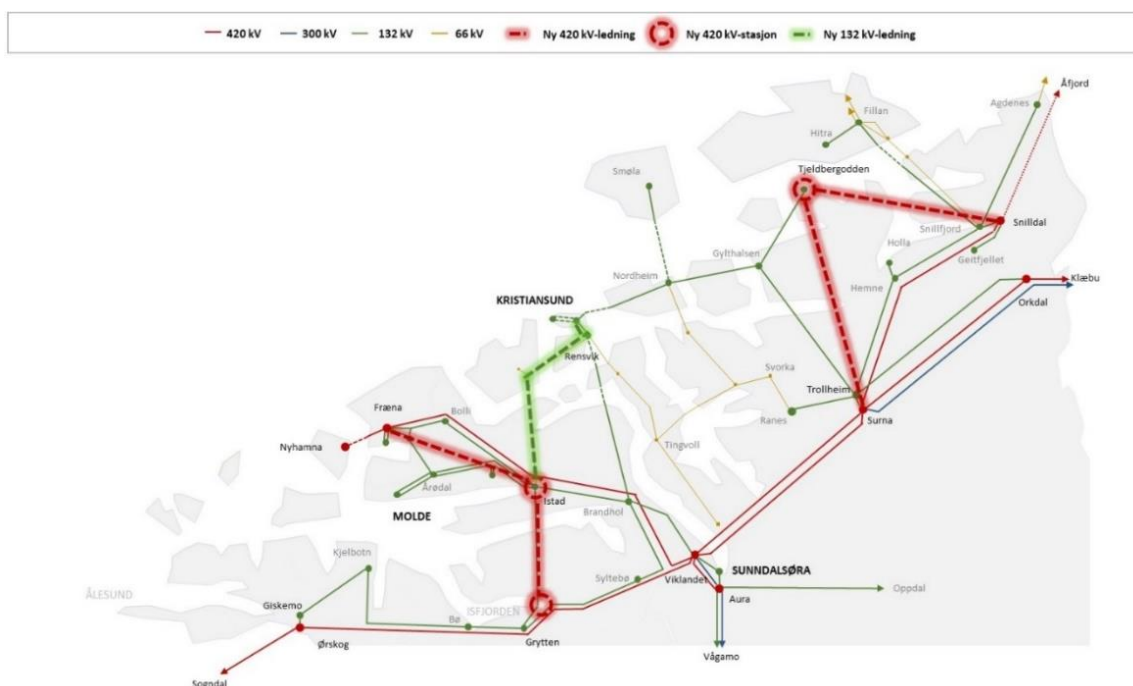 420 kV 300 kV 132 kV 66 kV Ny 420 kV-ledning Ny 420 kV-stasjon Ny 132 kV-ledning
Åfjord
Agdenes
Fillan
Hitra
Tjeldbergodden
Smøla
Snillfjord
Snilldal
Holla
Geitfjellet
Gylthalsen
Nordheim
Hemne
Klæbu
Orkdal
KRISTIANSUND
Rensvik
Svorka
Trollheim
Surna
Ranes
Fræna
Bolli
Nyhamna
Tingvoll
Årødal
Istad
Brandhol
MOLDE
Kjelbotn
Syltebø
Viklandet
SUNNDALSØRA
Aura
Oppdal
ÅLESUND
Giskemo
ISFJORDEN
Bø
Ørskog
Grytten
Vågåmo
Sogndal